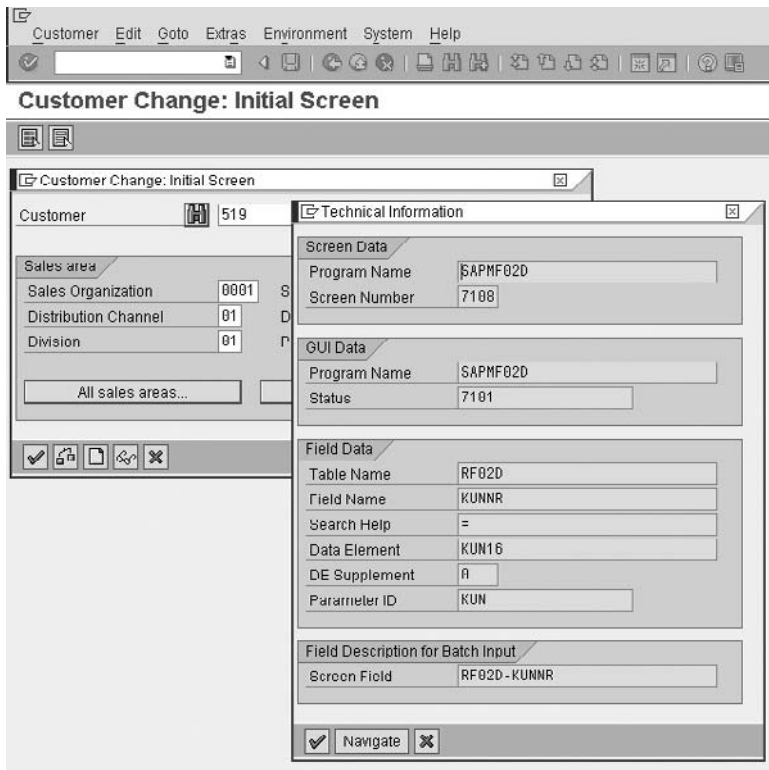 Customer Edit Goto Extras Environment System Help
Customer Change: Initial Screen
Customer Change: Initial Screen
Customer 519
Sales area
Sales Organization 0001 S
Distribution Channel 01 D
Division 01
All sales areas...
Technical Information
Screen Data
Program Name SAPMF02D
Screen Number 7108
GUI Data
Program Name SAPMF02D
Status 7101
Field Data
Table Name RF02D
Field Name KUNNR
Search Help =
Data Element KUN16
DE Supplement A
Parameter ID KUN
Field Description for Batch Input
Screen Field RF02D-KUNNR
Navigate